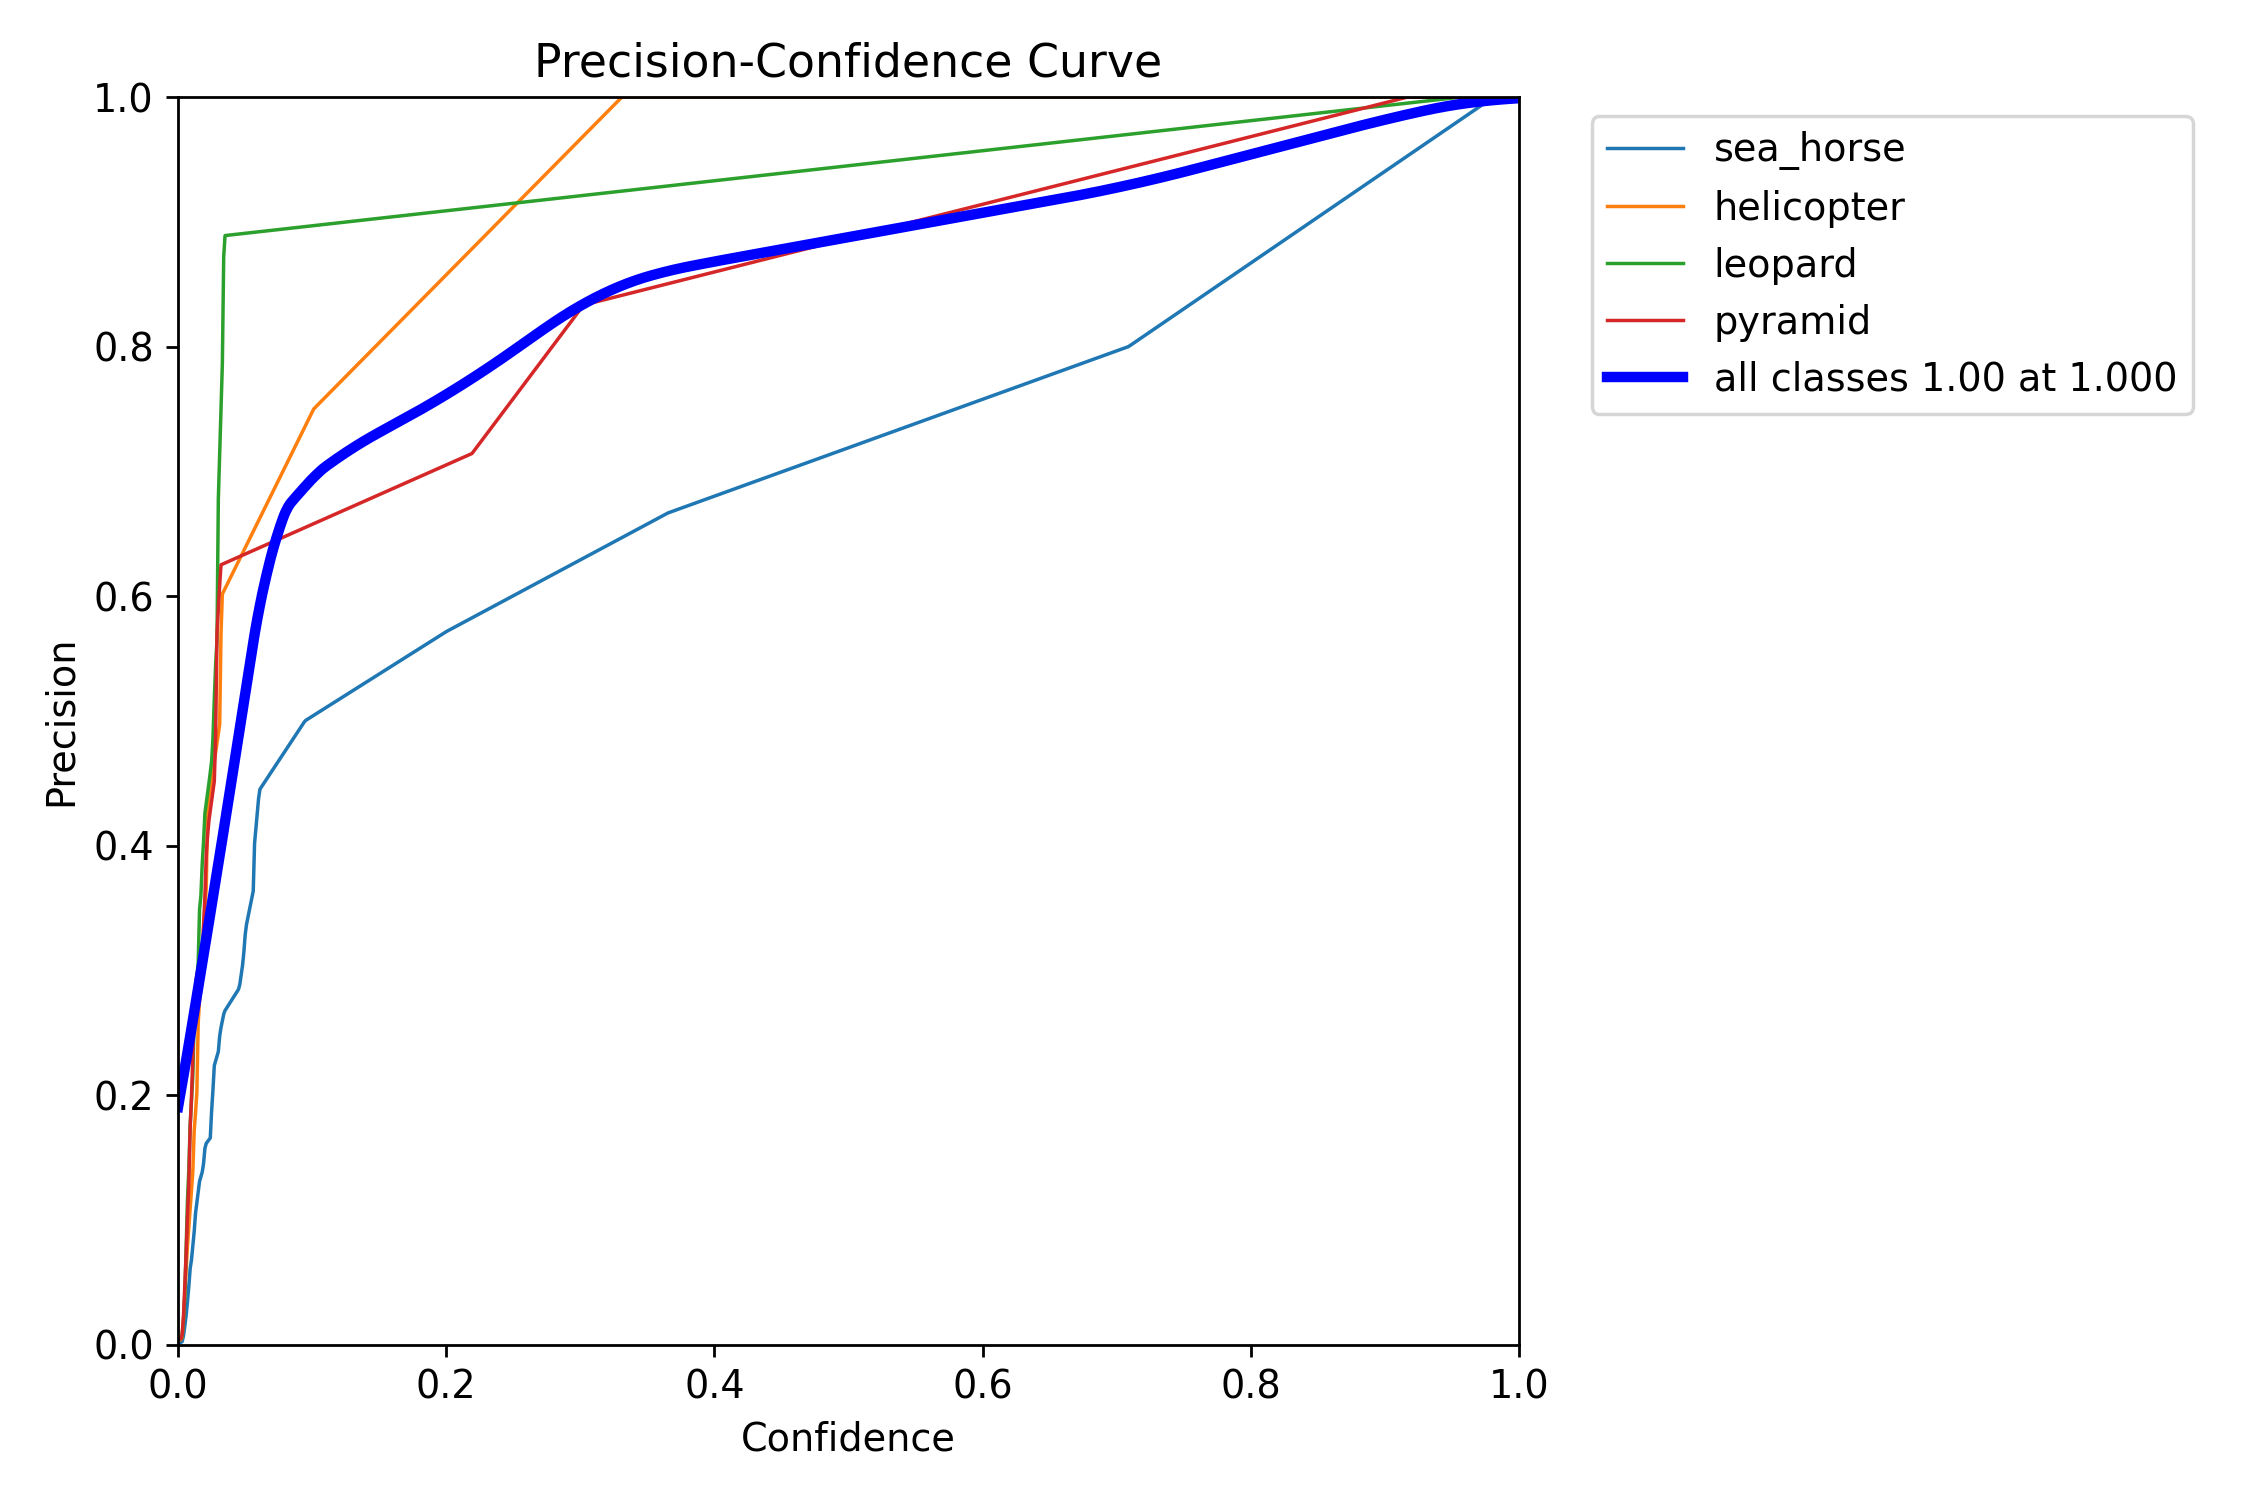 Precision-Confidence Curve
1.0
0.8
0.6
0.4
0.2
0.0
Precision
0.0 0.2 0.4 0.6 0.8 1.0
Confidence
sea_horse
helicopter
leopard
pyramid
all classes 1.00 at 1.000